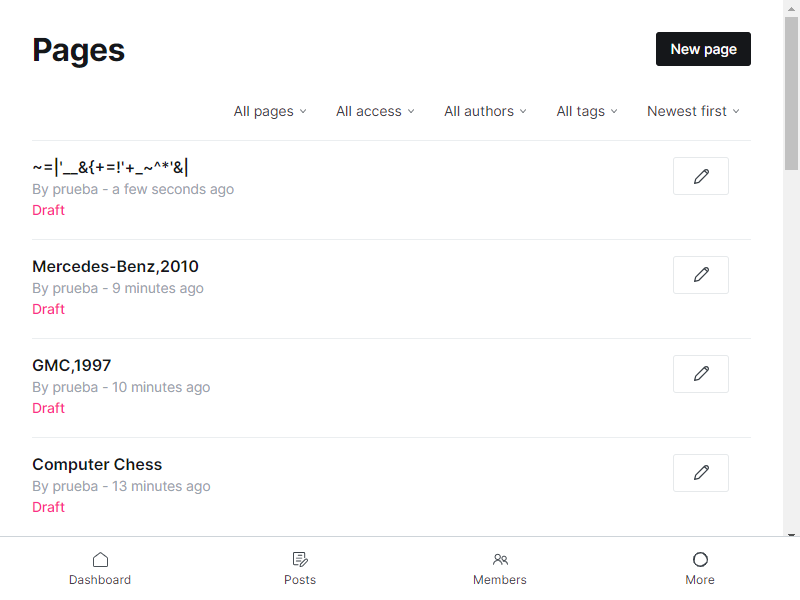 Pages
New page
All pages
All access
All authors
All tags
Newest first
~=|'__&{+=!'+_~^*'&|
By prueba - a few seconds ago
Draft
Mercedes-Benz,2010
By prueba - 9 minutes ago
Draft
GMC,1997
By prueba - 10 minutes ago
Draft
Computer Chess
By prueba - 13 minutes ago
Draft
Dashboard
Posts
Members
More